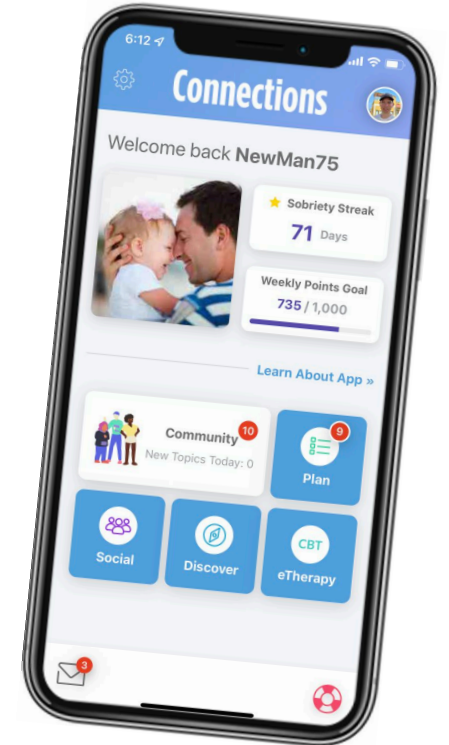 6:12
Connections
Welcome back NewMan75
Sobriety Streak
71 Days
Weekly Points Goal
735 / 1,000
Learn About App »
Community
10
New Topics Today: 0
9
Plan
Social
Discover
CBT
eTherapy
3